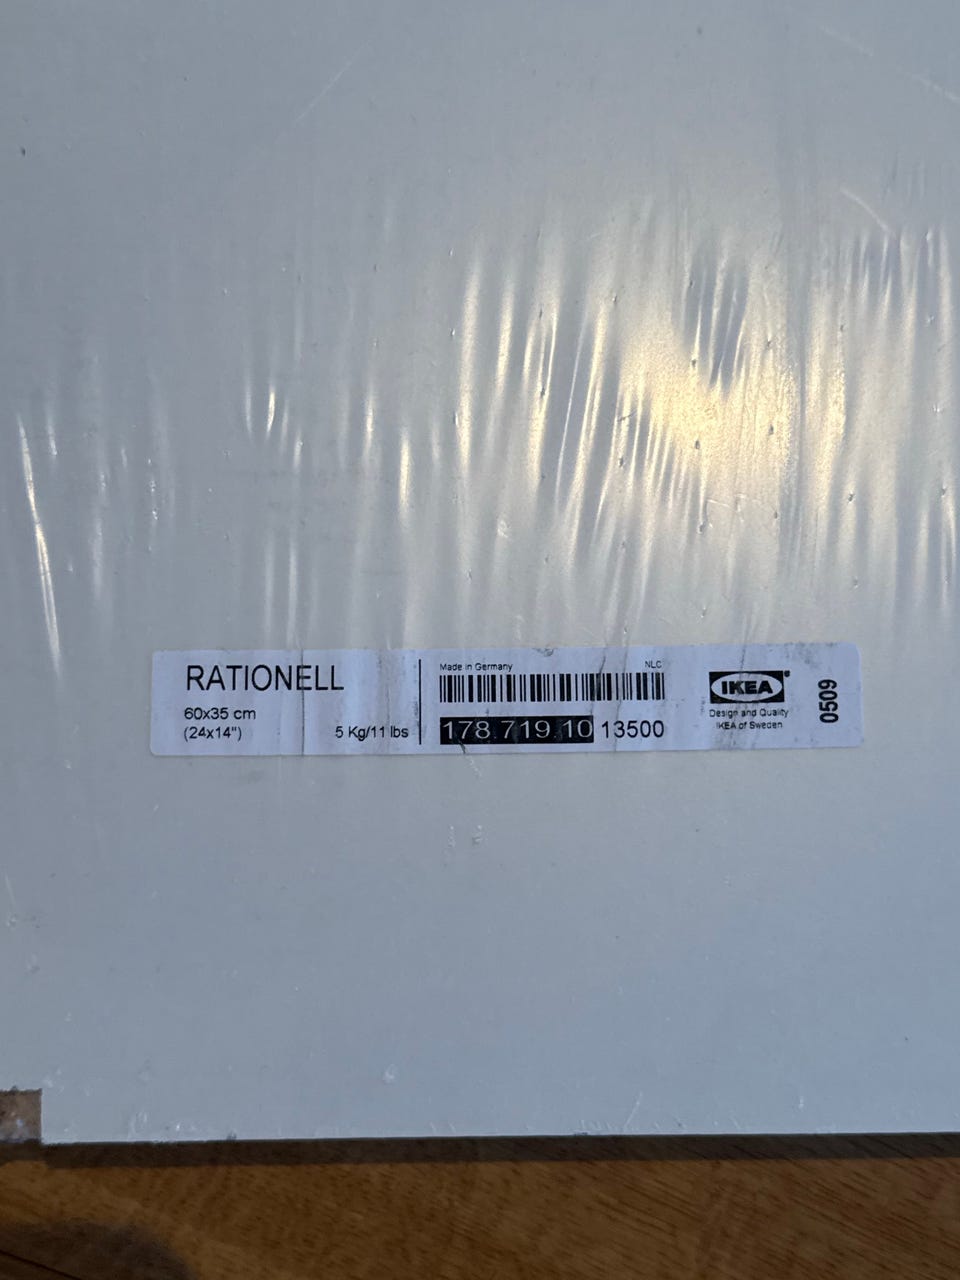 RATIONELL
60x35 cm
(24x14")
5 Kg/11 lbs
Made in Germany
NLC
178.719.10 13500
IKEA®
Design and Quality
IKEA of Sweden
0509